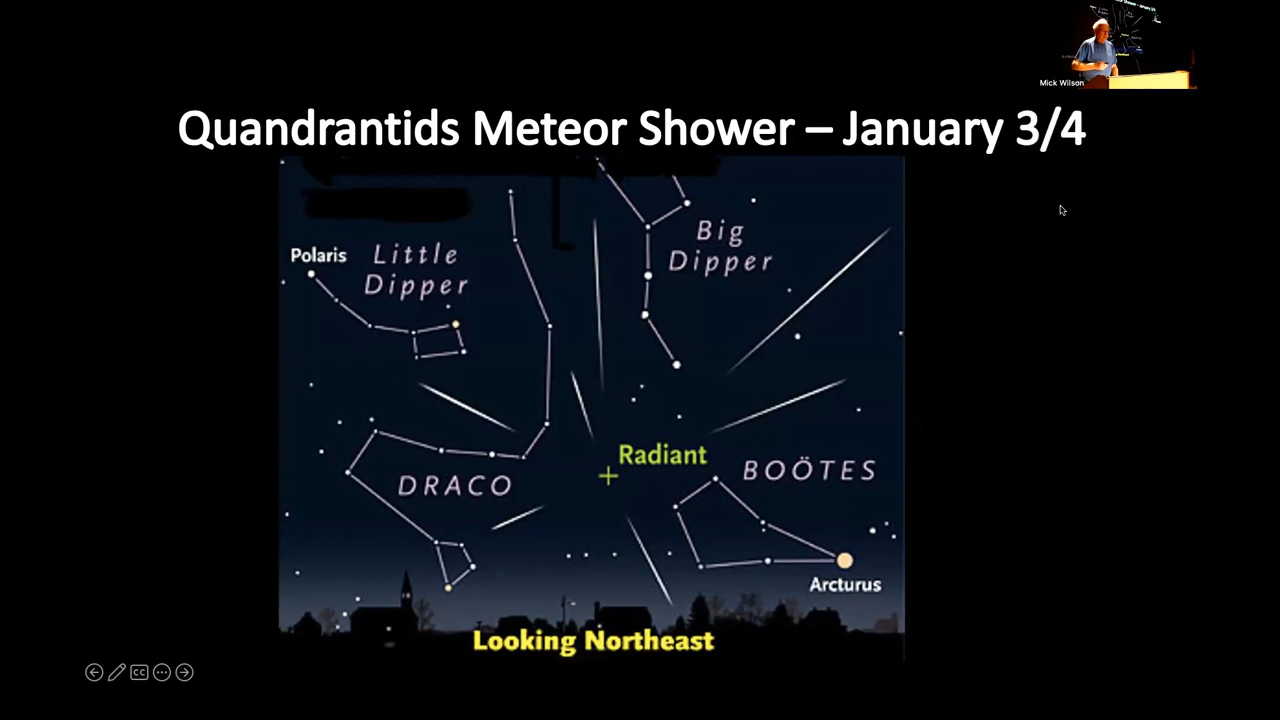 Mick Wilson
Quandrantids Meteor Shower – January 3/4
Big
Dipper
Polaris
Little
Dipper
Radiant
BOÖTES
DRACO
Arcturus
Looking Northeast
CC